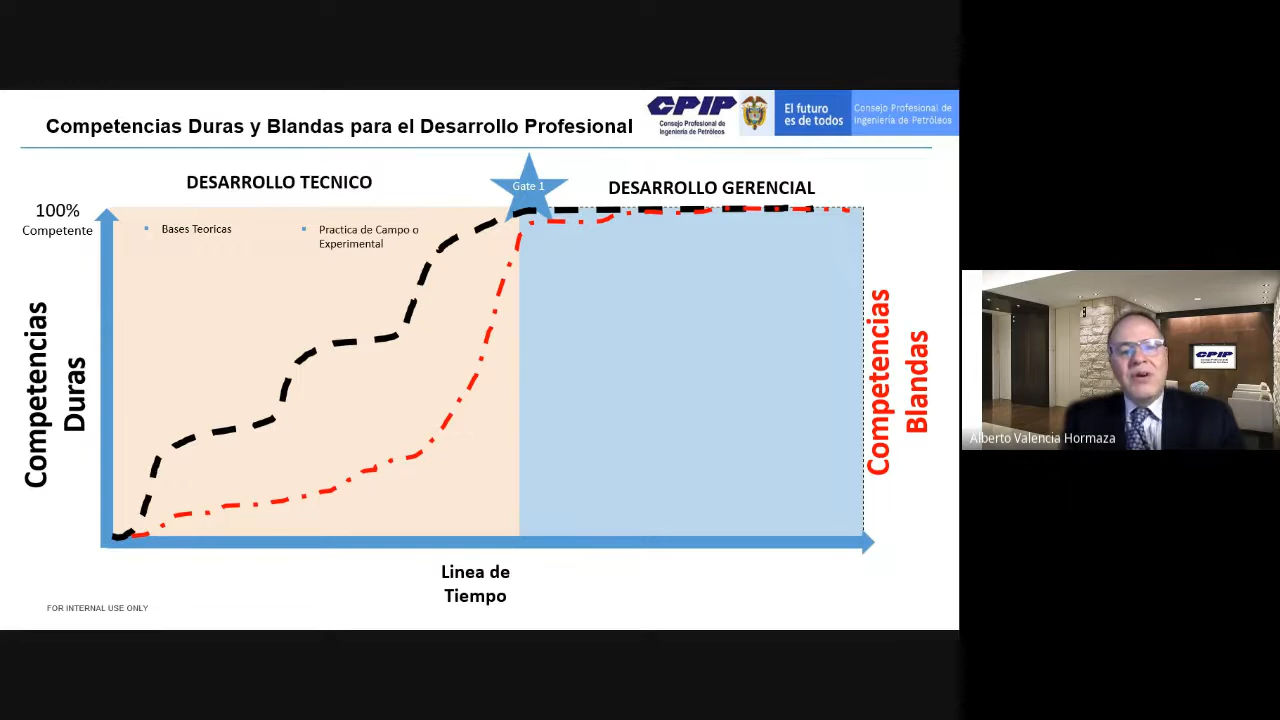 Competencias Duras y Blandas para el Desarrollo Profesional
CPIP
Consejo Profesional de
Ingeniería de Petróleos
El futuro
es de todos
Consejo Profesional de
Ingeniería de Petróleos
DESARROLLO TECNICO
Gate 1
DESARROLLO GERENCIAL
100%
Competente
Bases Teoricas
Practica de Campo o
Experimental
Competencias
Duras
Competencias
Blandas
Linea de
Tiempo
FOR INTERNAL USE ONLY
CPIP
Alberto Valencia Hormaza